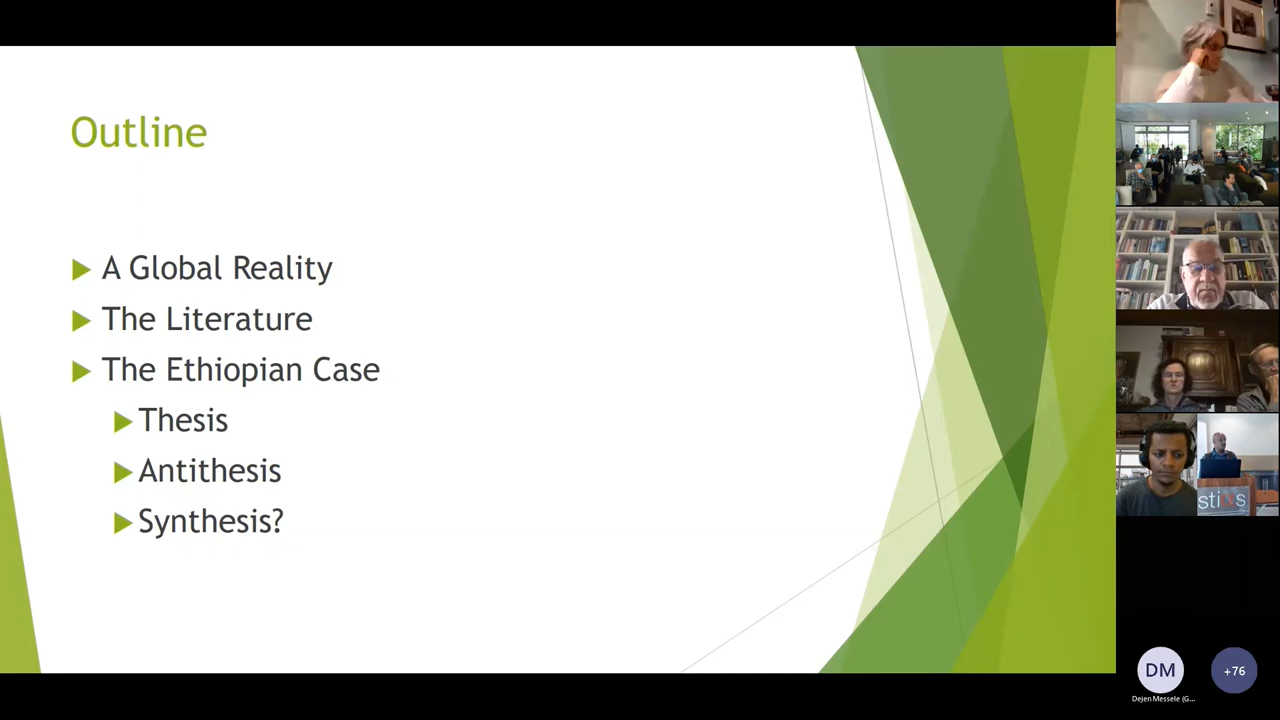 Outline
A Global Reality
The Literature
The Ethiopian Case
Thesis
Antithesis
Synthesis?
DM
+76
Dejen Messele (G...